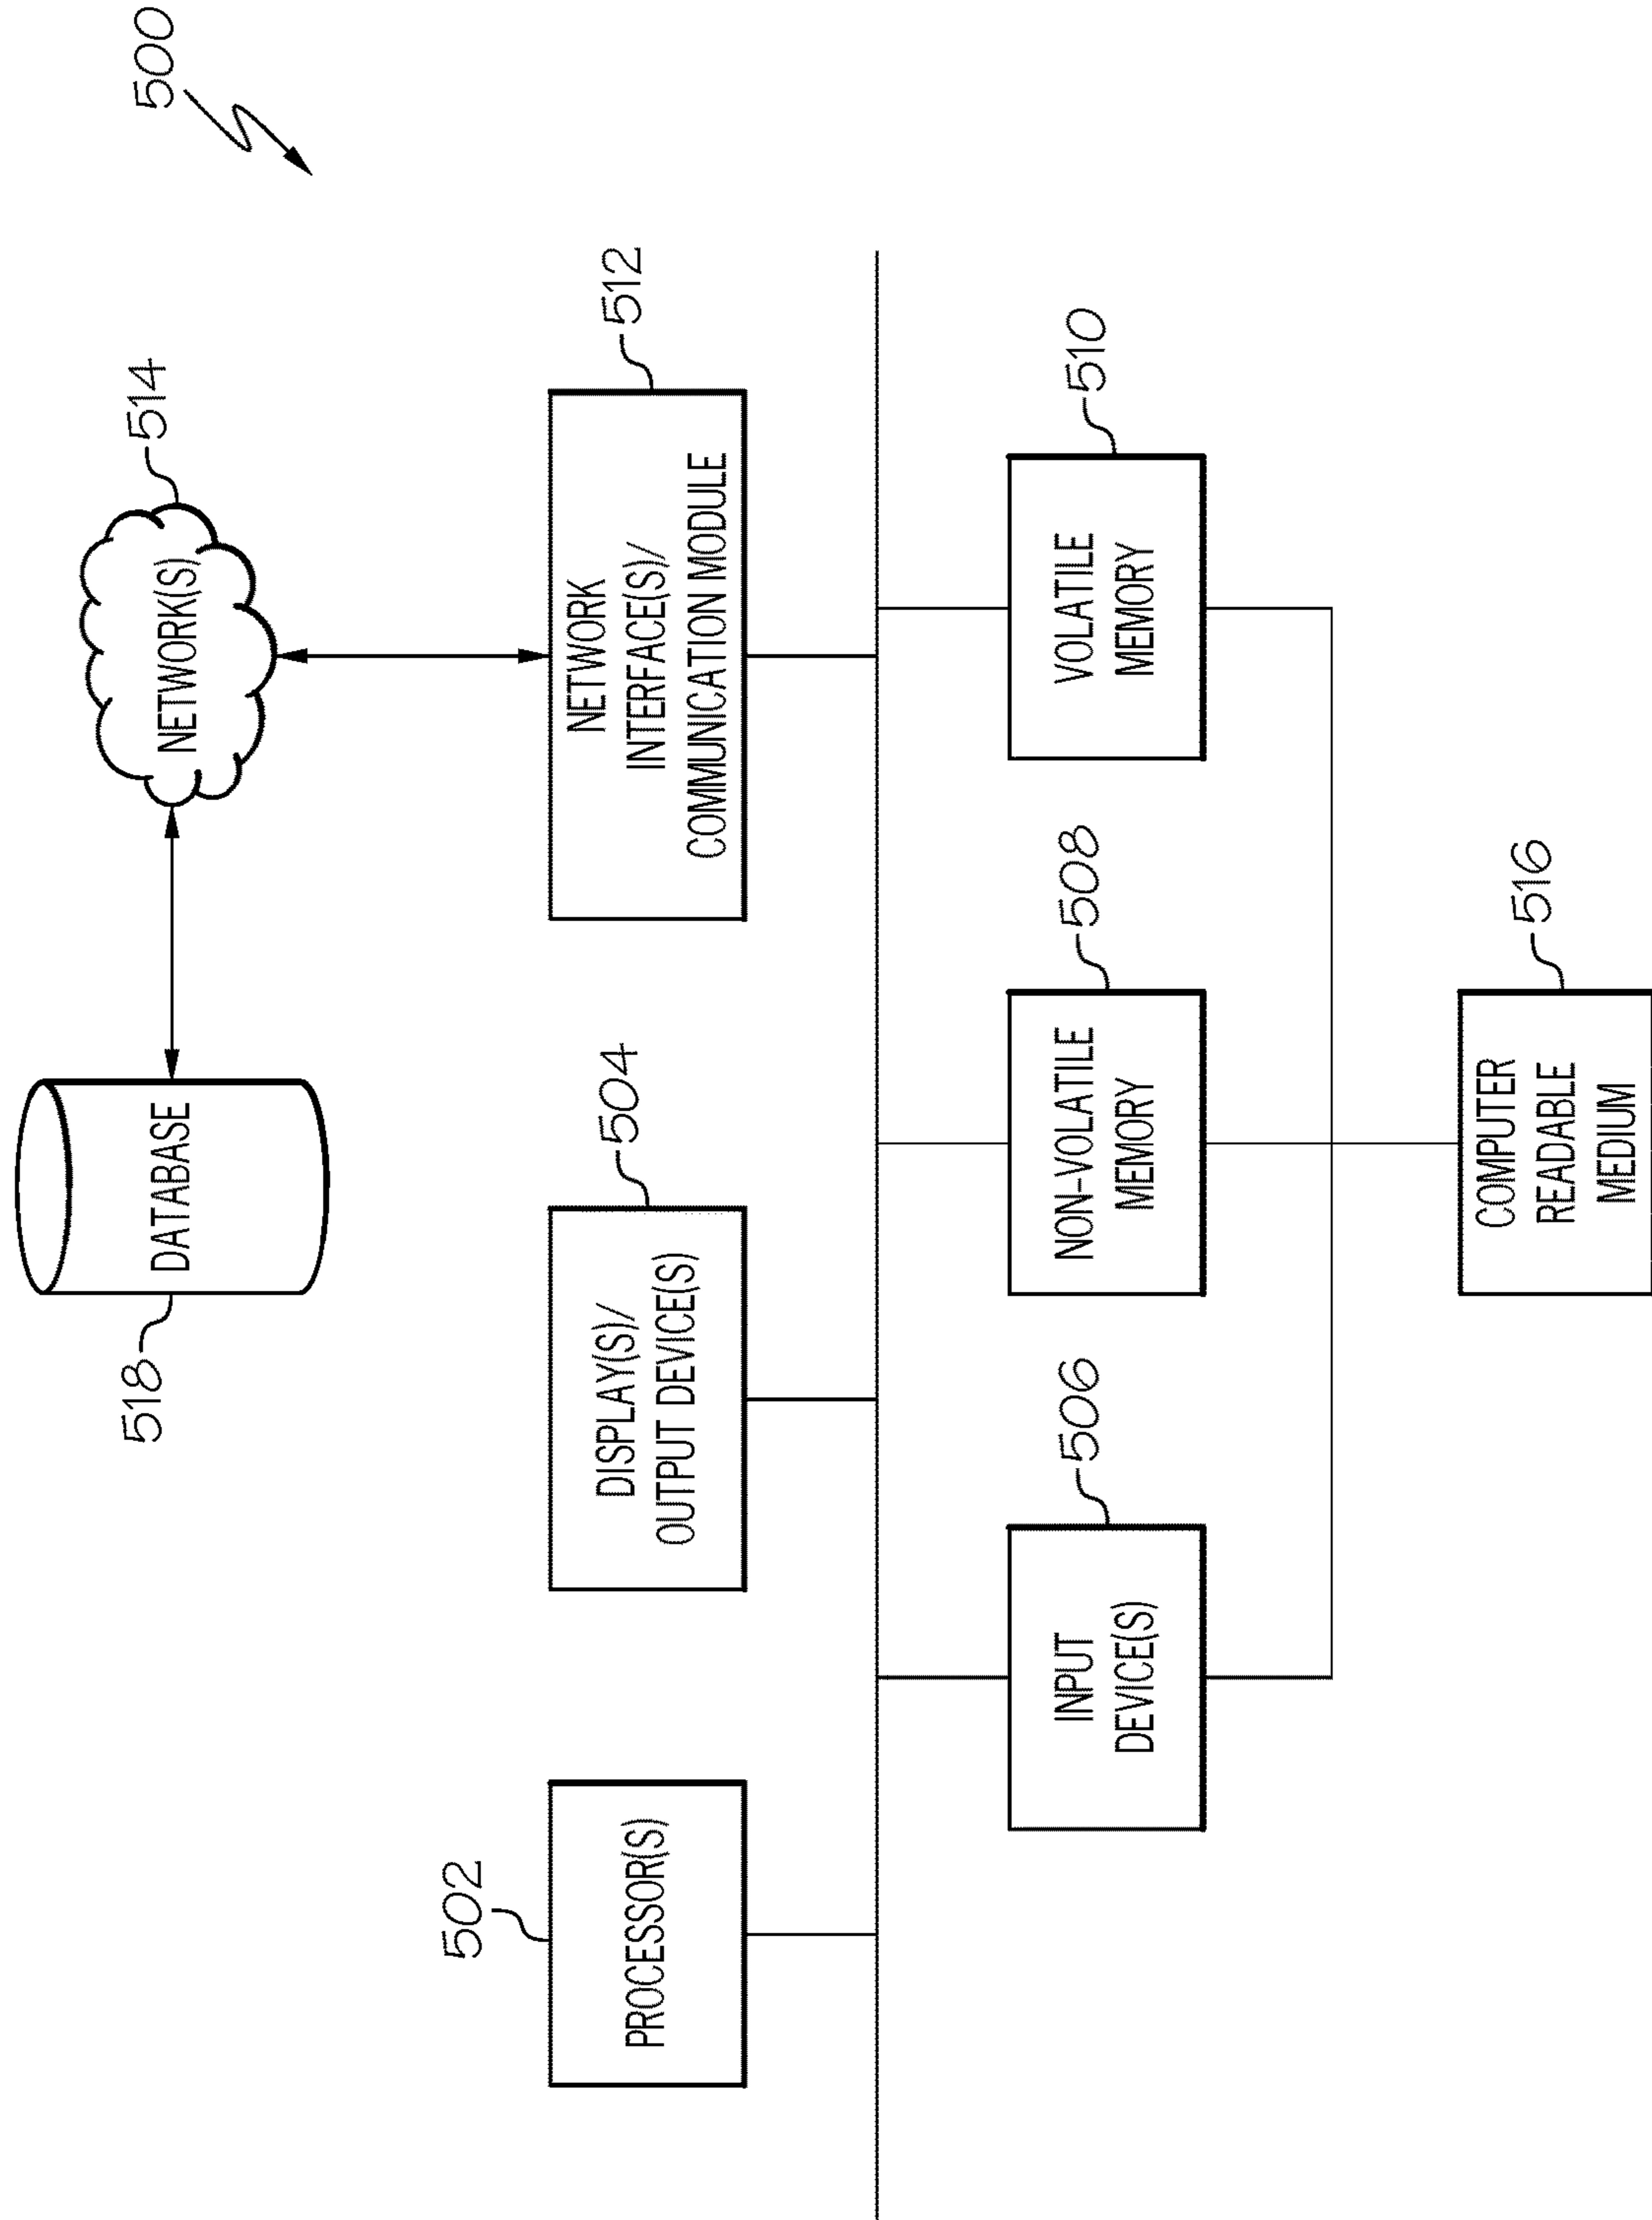 500
518
DATABASE
NETWORK(S)
514
502
PROCESSOR(S)
DISPLAY(S)/
OUTPUT DEVICE(S)
504
NETWORK
INTERFACE(S)/
COMMUNICATION MODULE
512
INPUT
DEVICE(S)
506
NON-VOLATILE
MEMORY
508
VOLATILE
MEMORY
510
COMPUTER
READABLE
MEDIUM
516